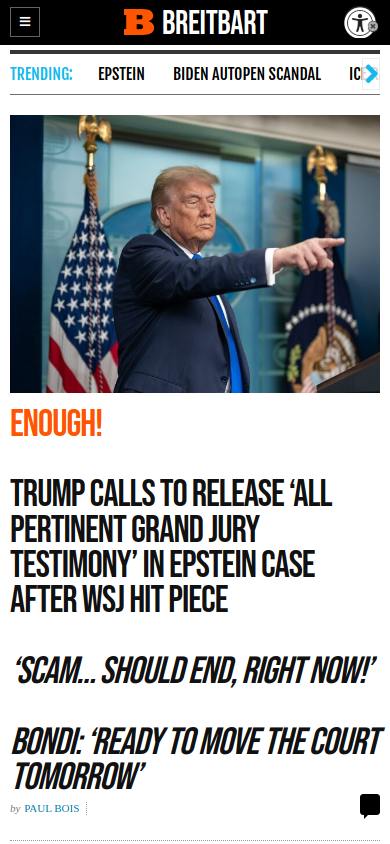 B BREITBART
TRENDING: EPSTEIN BIDEN AUTOPEN SCANDAL
ENOUGH!
TRUMP CALLS TO RELEASE ‘ALL
PERTINENT GRAND JURY
TESTIMONY’ IN EPSTEIN CASE
AFTER WSJ HIT PIECE
‘SCAM... SHOULD END, RIGHT NOW!’
BONDI: ‘READY TO MOVE THE COURT
TOMORROW’
by PAUL BOIS